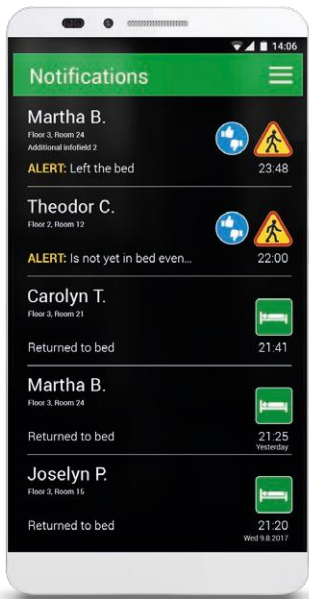 14:06
Notifications
Martha B.
Floor 3, Room 24
Additional infofield 2
ALERT: Left the bed
23:48
Theodor C.
Floor 2, Room 12
ALERT: Is not yet in bed even...
22:00
Carolyn T.
Floor 3, Room 21
Returned to bed
21:41
Martha B.
Floor 3, Room 24
Returned to bed
21:25
Yesterday
Joselyn P.
Floor 3, Room 15
Returned to bed
21:20
Wed 9.8.2017